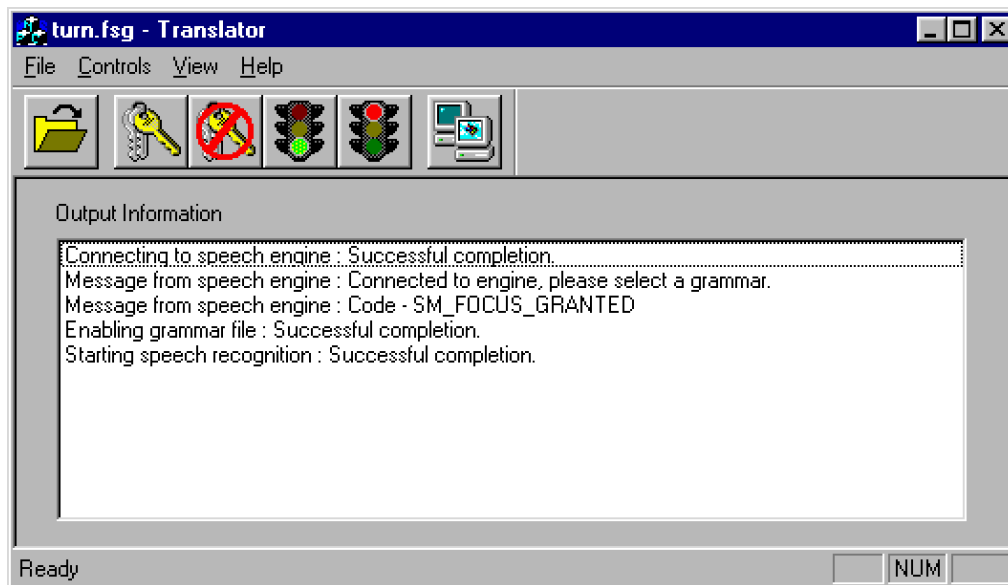 turn.fsg - Translator
File Controls View Help
Output Information
Connecting to speech engine : Successful completion.
Message from speech engine : Connected to engine, please select a grammar.
Message from speech engine : Code - SM_FOCUS_GRANTED
Enabling grammar file : Successful completion.
Starting speech recognition : Successful completion.
Ready NUM